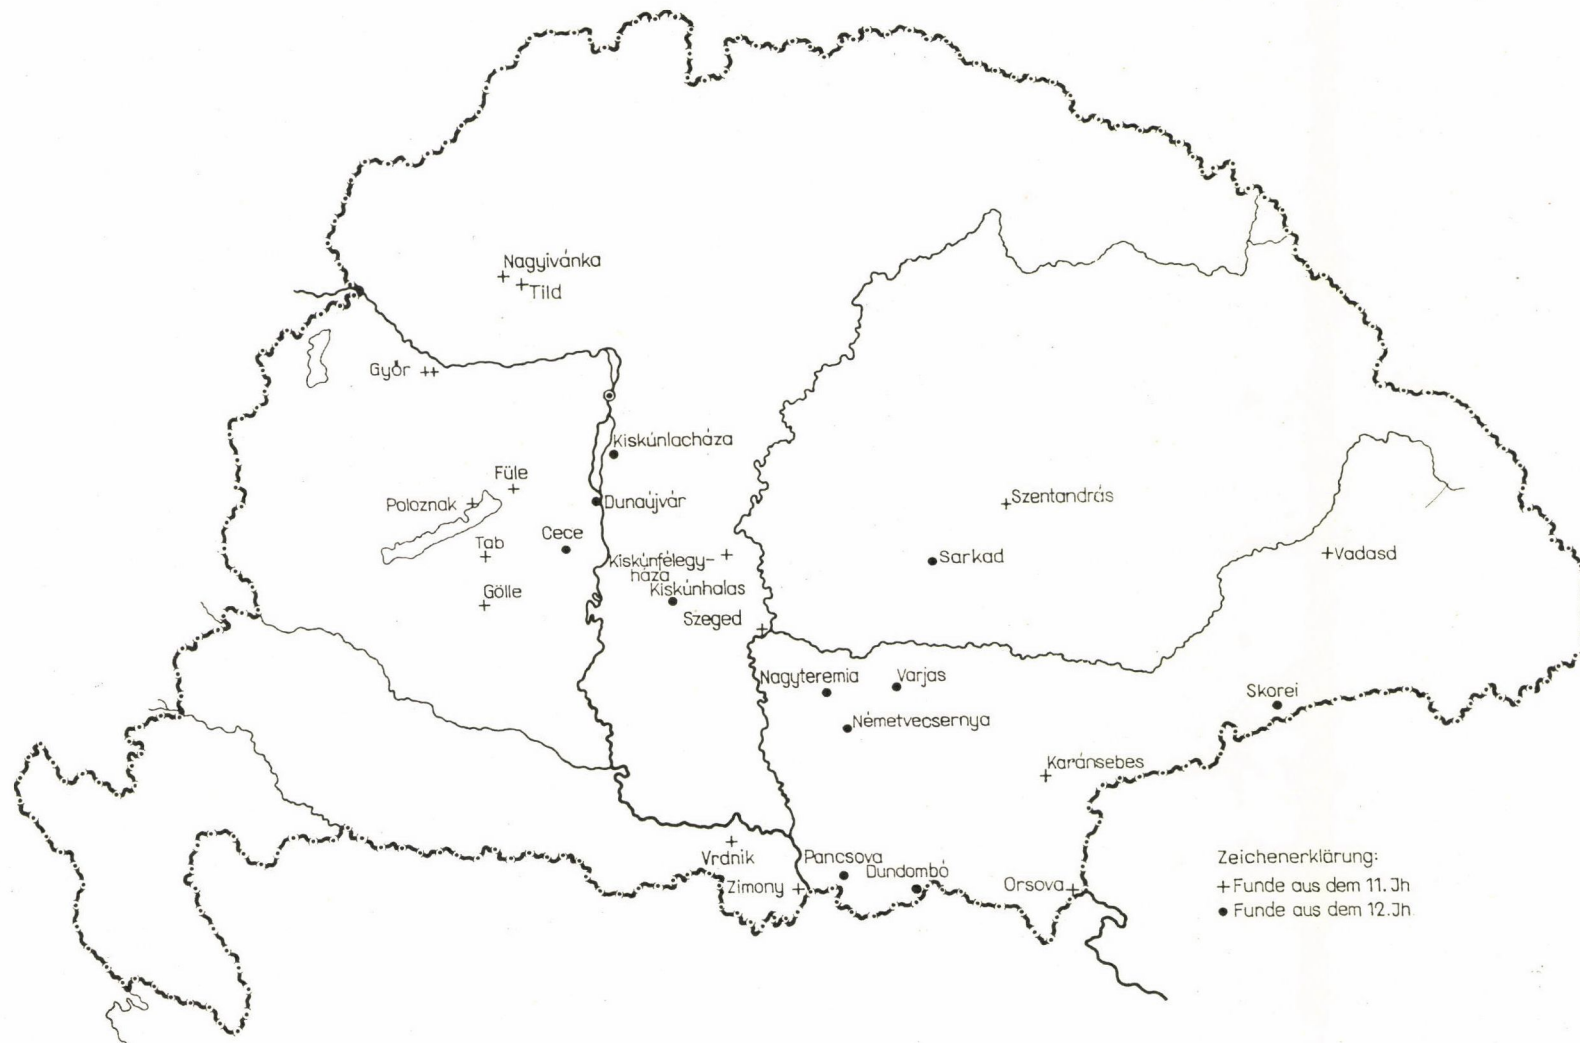 Nagyivánka
Tild
Győr
Kiskúnlacháza
Füle
Poloznak
Dunaújvár
Szentandrás
Cece
Tab
Kiskúnfélegy-
háza
Sarkad
Vadasd
Gölle
Kiskúnhalas
Szeged
Nagyteremia
Varjas
Skorei
Németvecsernya
Karánsebes
Vrdnik
Pancsova
Zimony
Dundombó
Orsova
Zeichenerklärung:
+ Funde aus dem 11. Jh
● Funde aus dem 12. Jh